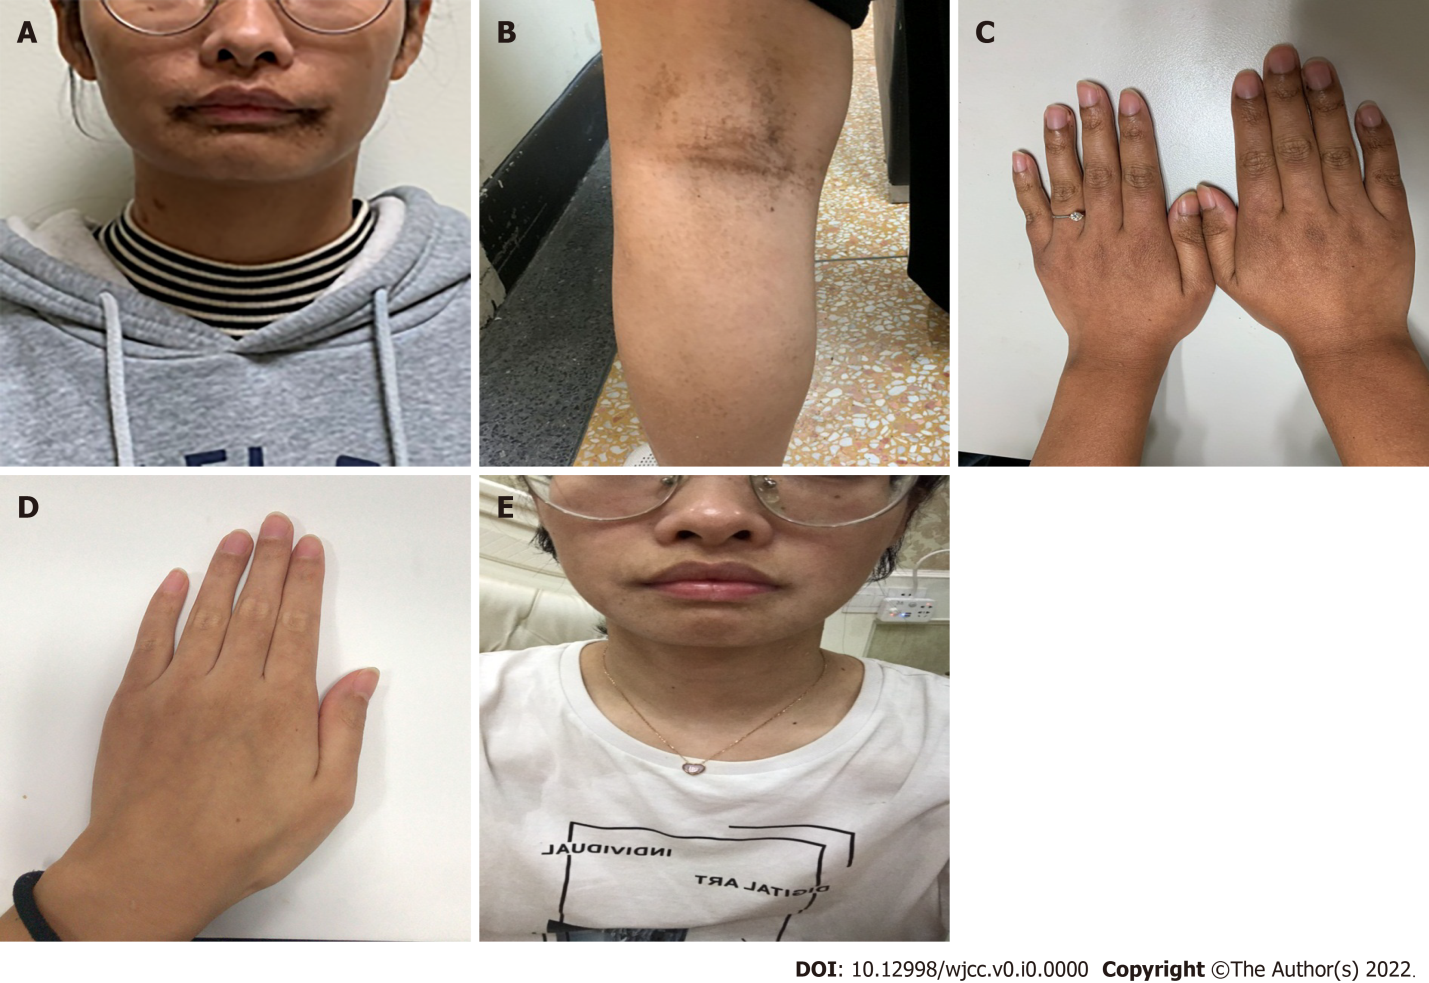 A
B
C
D
E
INDIVIDUAL
DIGITAL ART
DOI: 10.12998/wjcc.v0.i0.0000 Copyright ©The Author(s) 2022.